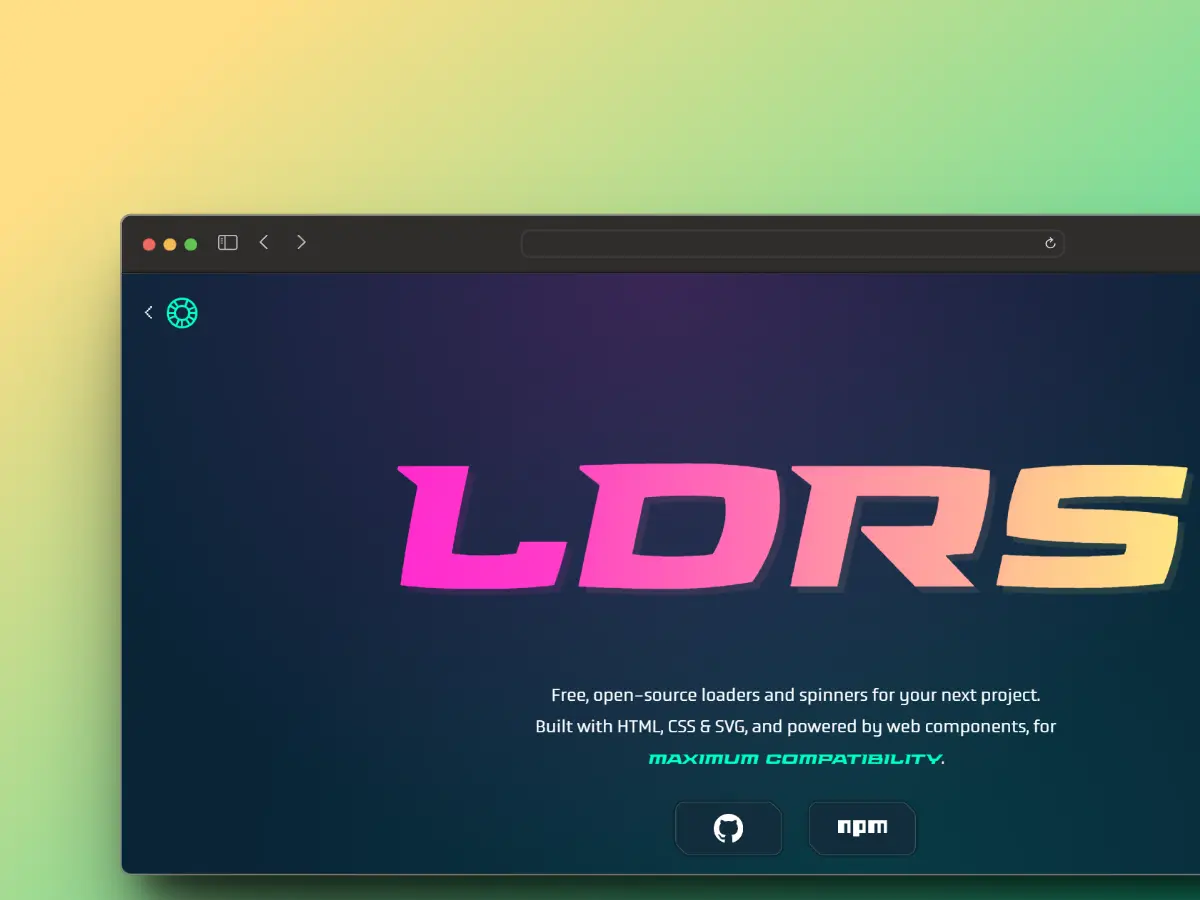 LDRS
Free, open-source loaders and spinners for your next project.
Built with HTML, CSS & SVG, and powered by web components, for
MAXIMUM COMPATIBILITY.
npm